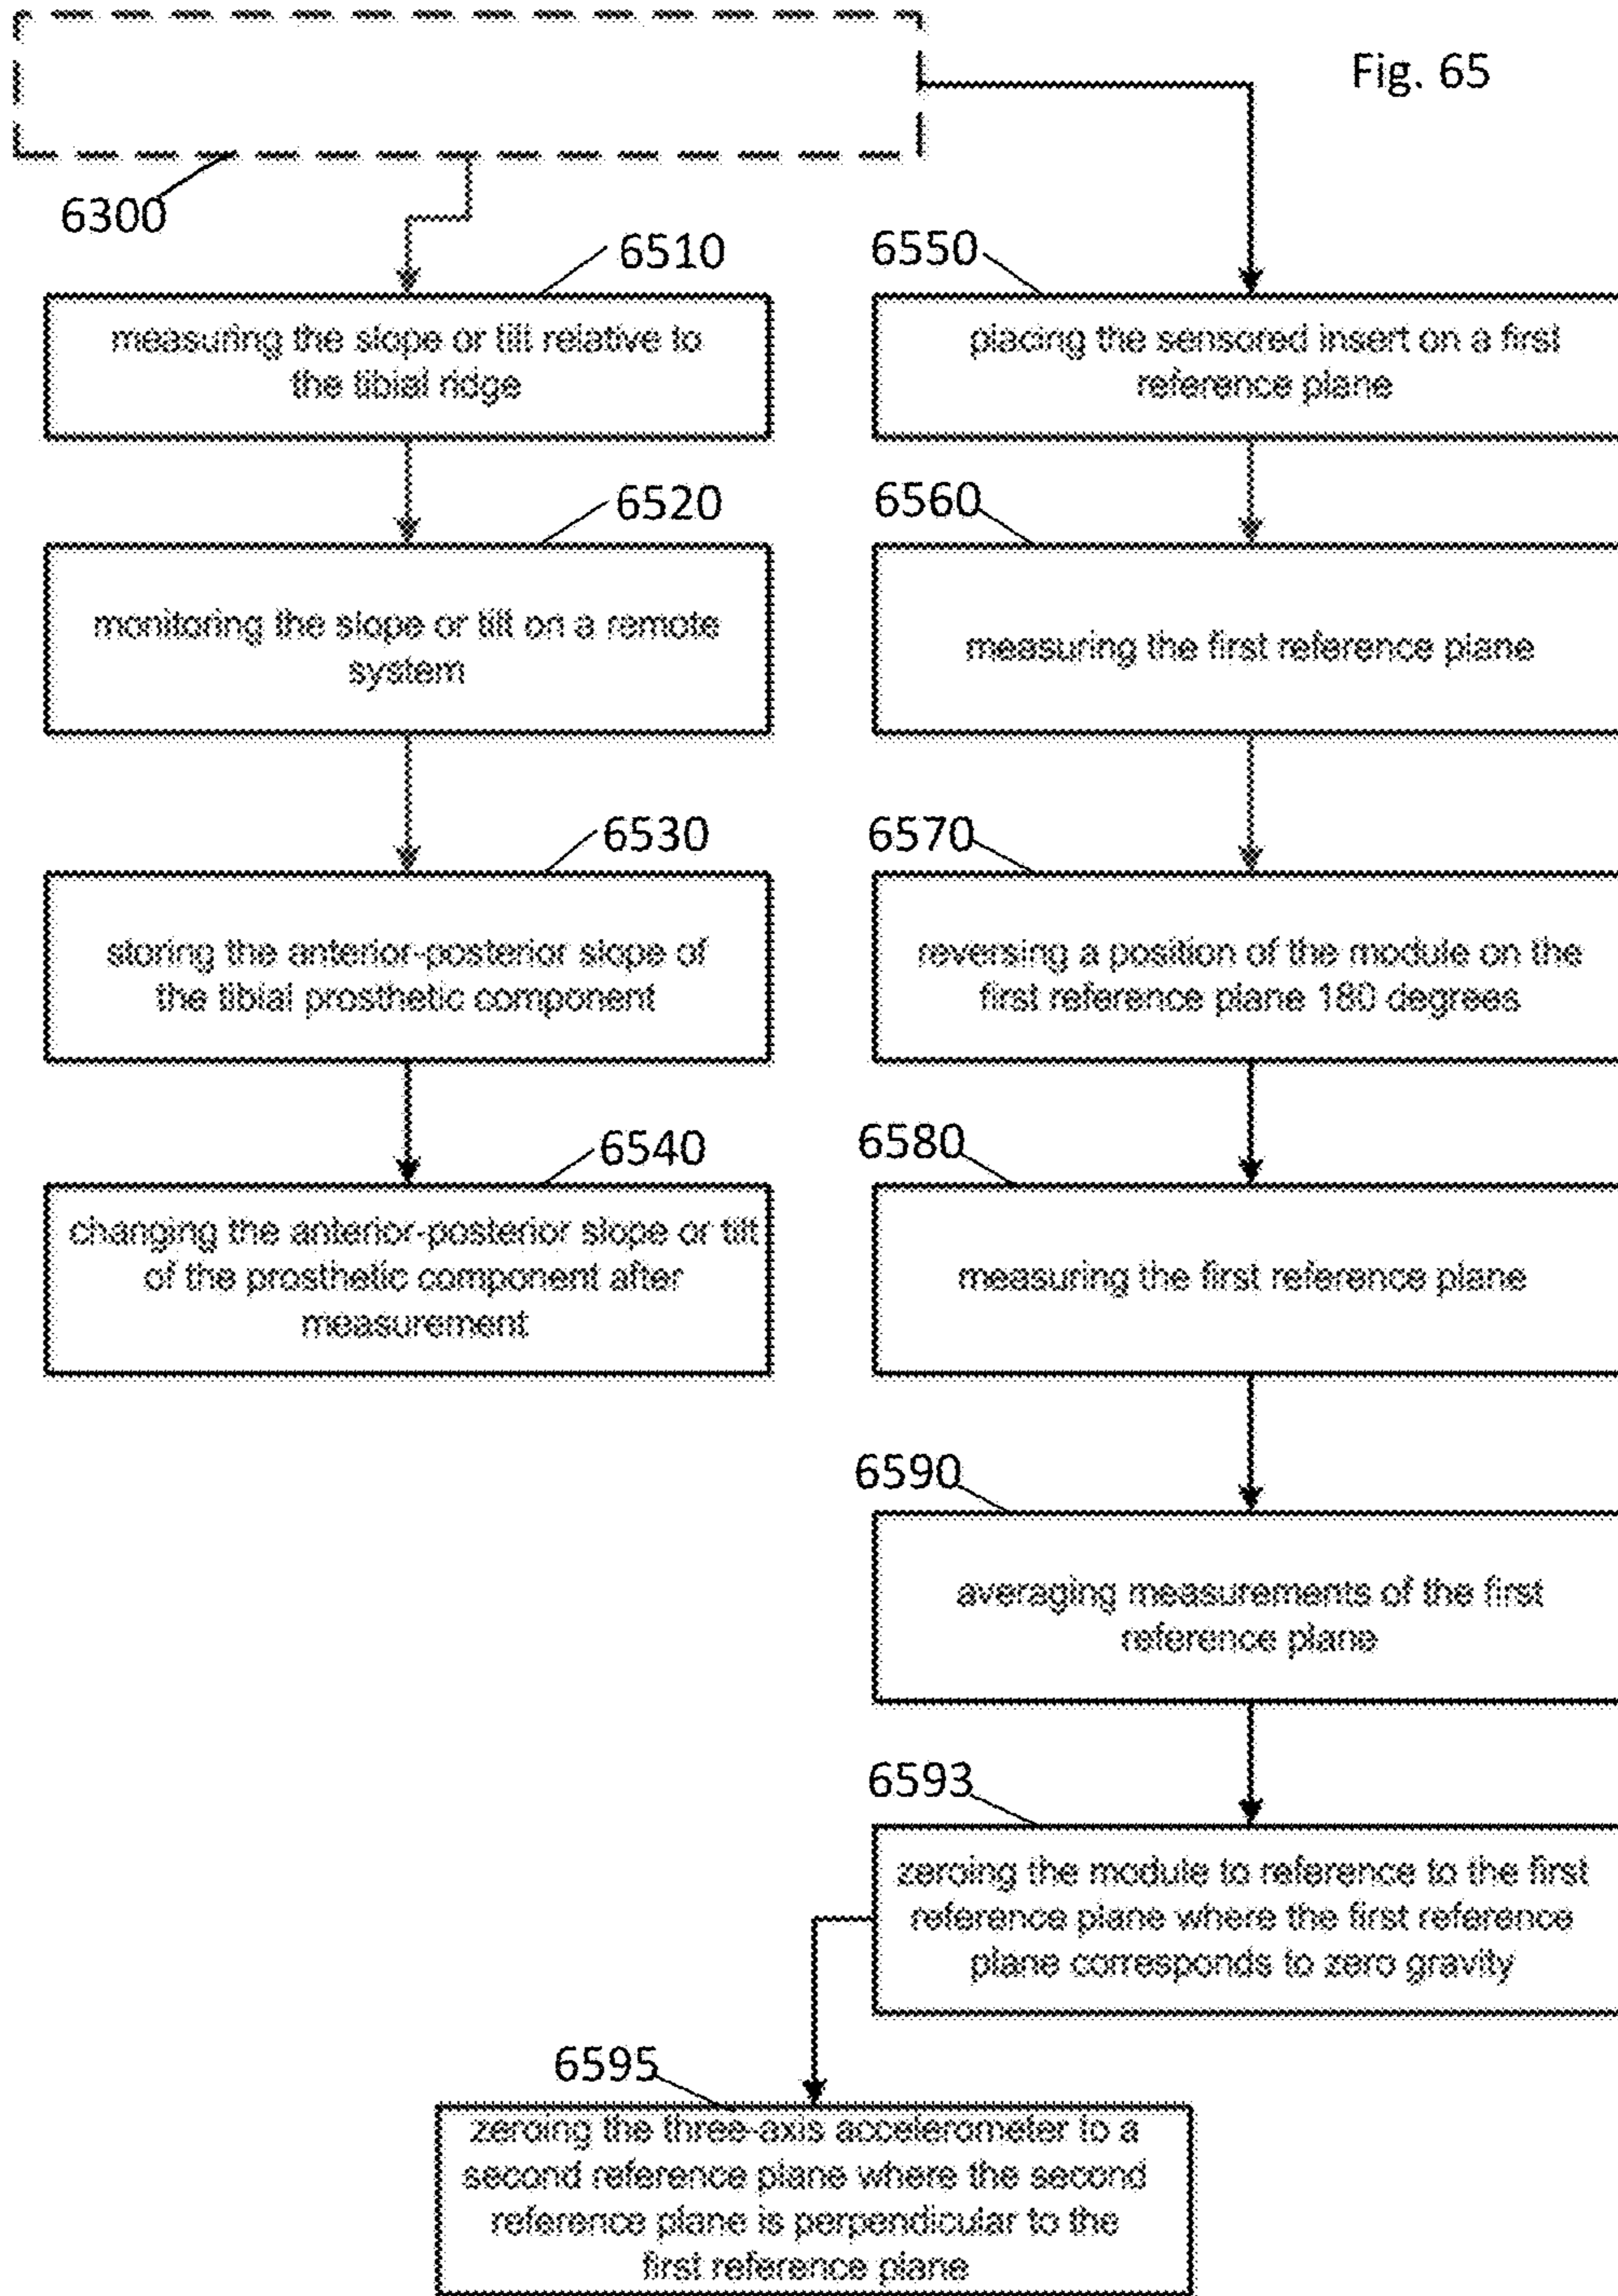 Fig. 65
6300
6510
measuring the slope or tilt relative to
the tibial ridge
6520
monitoring the slope or tilt on a remote
system
6530
storing the anterior-posterior slope of
the tibial prosthetic component
6540
changing the anterior-posterior slope or tilt
of the prosthetic component after
measurement
6550
placing the sensored insert on a first
reference plane
6560
measuring the first reference plane
6570
reversing a position of the module on the
first reference plane 180 degrees
6580
measuring the first reference plane
6590
averaging measurements of the first
reference plane
6593
zeroing the module to reference to the first
reference plane where the first reference
plane corresponds to zero gravity
6595
zeroing the three-axis accelerometer to a
second reference plane where the second
reference plane is perpendicular to the
first reference plane